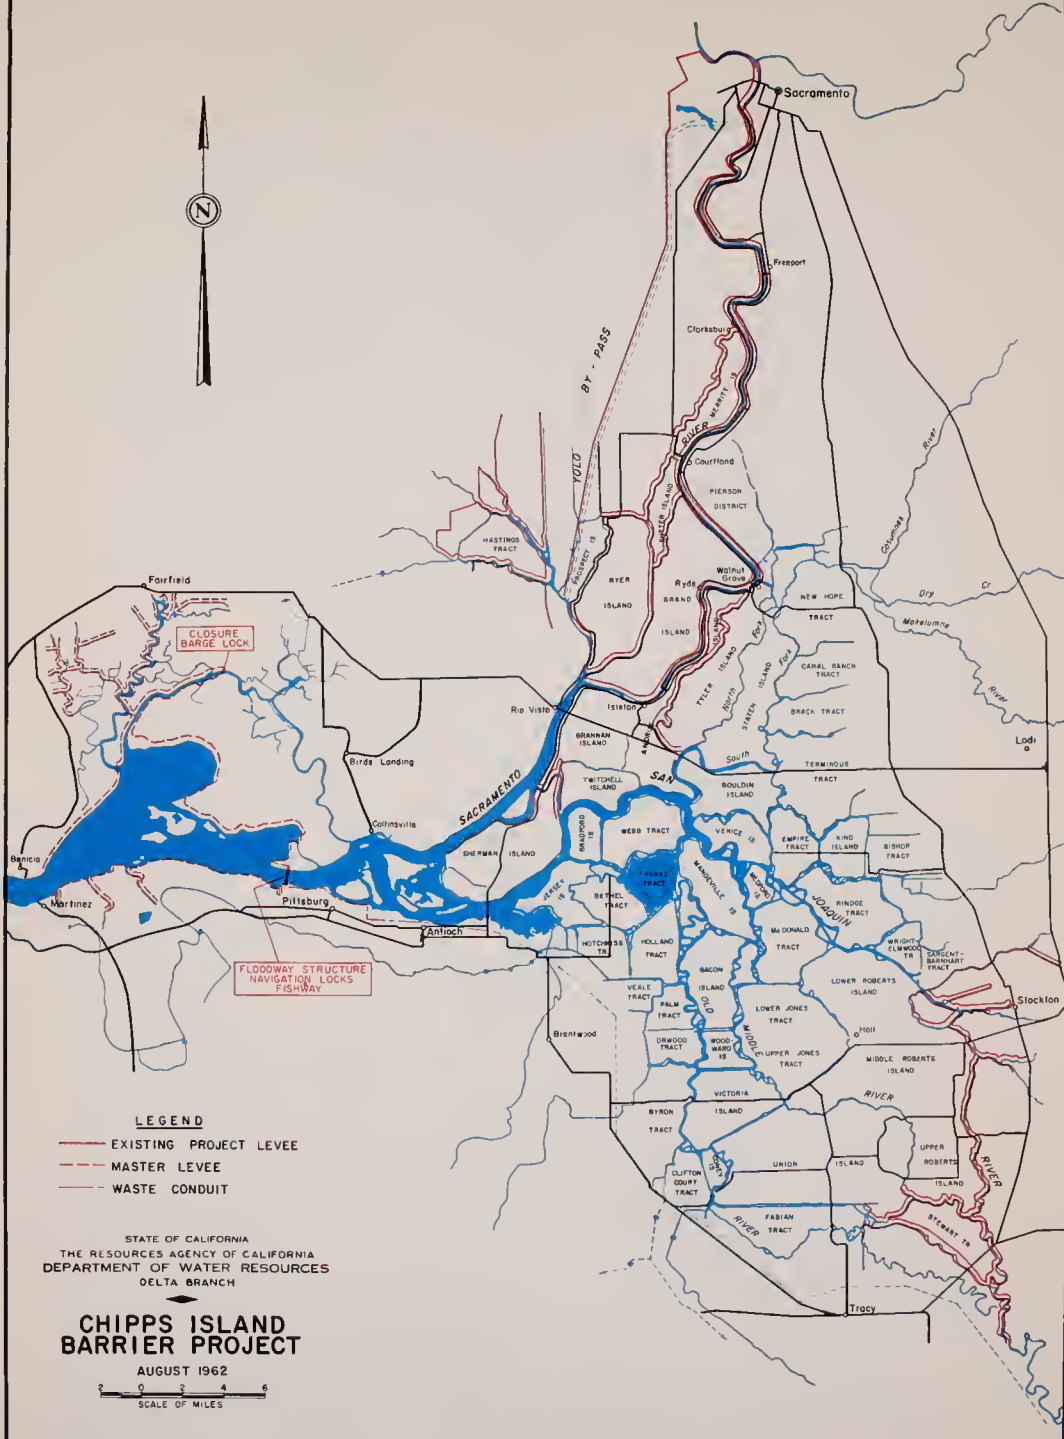 Sacramento
N
Freeport
Clarksburg
BY - PASS
MERRITT IS
RIVER
Courtland
YOLO
PIERSON
DISTRICT
SUTTER ISLAND
River
Cosumnes
HASTINGS
TRACT
PROSPECT IS
RYER
ISLAND
Ryde
GRAND
ISLAND
Walnut
Grove
NEW HOPE
TRACT
Dry
Cr
Mokelumne
River
Fairfield
CLOSURE
BARGE LOCK
TYLER ISLAND
North
Fork
STATEN ISLAND
Fork
South
CANAL RANCH
TRACT
BRACK TRACT
Lodi
Rio Vista
Isleton
BRANNAN
ISLAND
TERMINOUS
TRACT
Birds Landing
SACRAMENTO
TWITCHELL
ISLAND
SAN
BOULDIN
ISLAND
Collinsville
SHERMAN
ISLAND
BRADFORD
IS
WEBB TRACT
VENICE IS
EMPIRE
TRACT
KING
ISLAND
BISHOP
TRACT
Benicia
Martinez
Pittsburg
Antioch
JERSEY
IS
BETHEL
TRACT
FRANKS
TRACT
MANDEVILLE IS
MEDFORD
IS
JOAQUIN
RINDGE
TRACT
McDONALD
TRACT
WRIGHT-
ELMWOOD
TR
SARGENT-
BARNHART
TRACT
HOTCHKISS
TR.
HOLLAND
TRACT
FLOODWAY STRUCTURE
NAVIGATION LOCKS
FISHWAY
VEALE
TRACT
BACON
ISLAND
LOWER ROBERTS
ISLAND
Stockton
PALM
TRACT
OLD
LOWER JONES
TRACT
Brentwood
ORWOOD
TRACT
WOOD-
WARD IS
MIDDLE
UPPER JONES
TRACT
Holt
MIDDLE ROBERTS
ISLAND
VICTORIA
ISLAND
RIVER
BYRON
TRACT
UPPER
ROBERTS
ISLAND
RIVER
CLIFTON
COURT
TRACT
CONEY
IS
UNION
ISLAND
RIVER
FABIAN
TRACT
STEWART TR
Tracy
LEGEND
EXISTING PROJECT LEVEE
MASTER LEVEE
WASTE CONDUIT
STATE OF CALIFORNIA
THE RESOURCES AGENCY OF CALIFORNIA
DEPARTMENT OF WATER RESOURCES
DELTA BRANCH
CHIPPS ISLAND
BARRIER PROJECT
AUGUST 1962
2 0 2 4 6
SCALE OF MILES